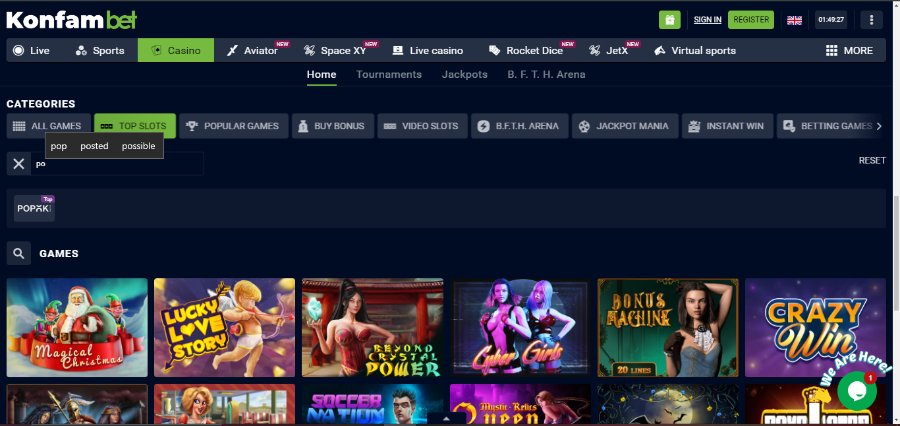 Konfambet
SIGN IN REGISTER 01:49:27
Live Sports Casino Aviator NEW Space XY NEW Live casino Rocket Dice NEW JetX NEW Virtual sports MORE
Home Tournaments Jackpots B. F. T. H. Arena
CATEGORIES
ALL GAMES TOP SLOTS POPULAR GAMES BUY BONUS VIDEO SLOTS B.F.T.H. ARENA JACKPOT MANIA INSTANT WIN BETTING GAMES
pop posted possible
po
RESET
Top
GAMES
Magical Christmas
LUCKY LOVE STORY
BEYOND CRYSTAL POWER
Cyber Girls
BONUS MACHINE
20 LINES
CRAZY Win
We Are Here!
1
SOCCER NATION
Mystic Relics Queen